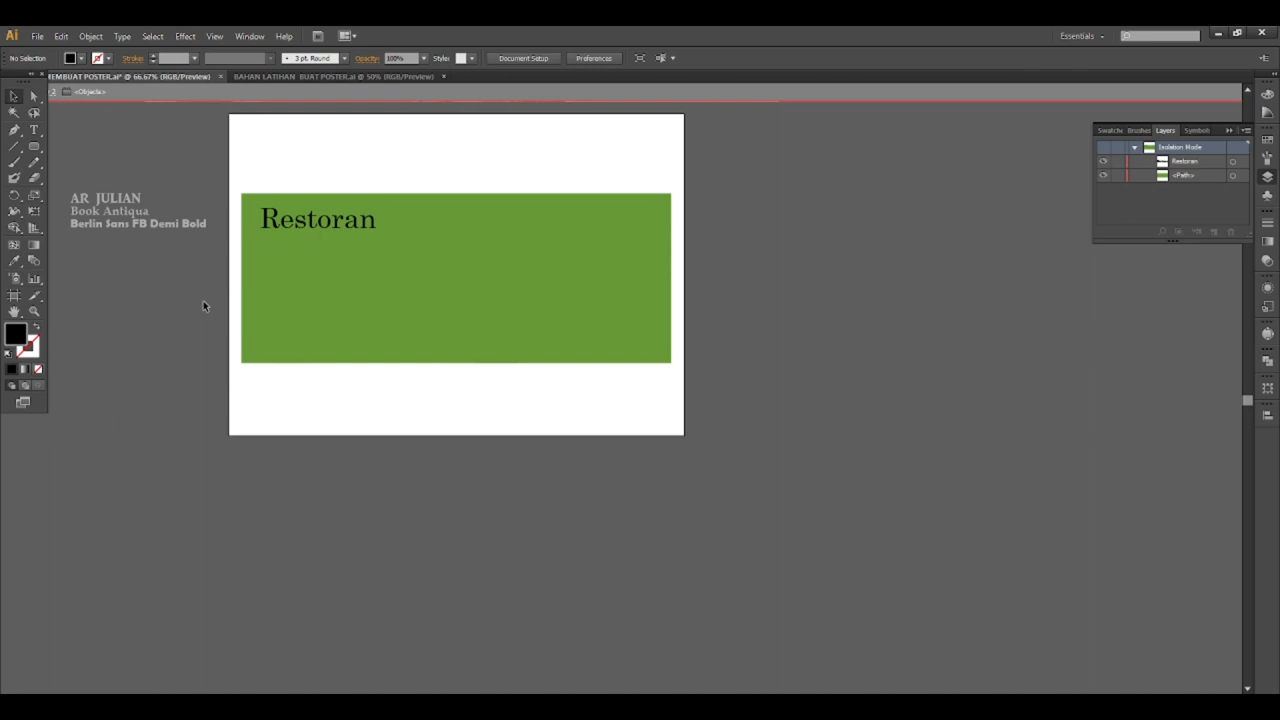 Ai File Edit Object Type Select Effect View Window Help Essentials
No Selection Stroke: 3 pt. Round Opacity: 100% Style: Document Setup Preferences
MEMBUAT POSTER.ai* @ 66.67% (RGB/Preview) × BAHAN LATIHAN BUAT POSTER.ai @ 50% (RGB/Preview) ×
2 <Objects>
Brushes Layers Symbols
Isolation Mode
Restoran
<Path>
AR JULIAN
Book Antiqua
Berlin Sans FB Demi Bold
Restoran